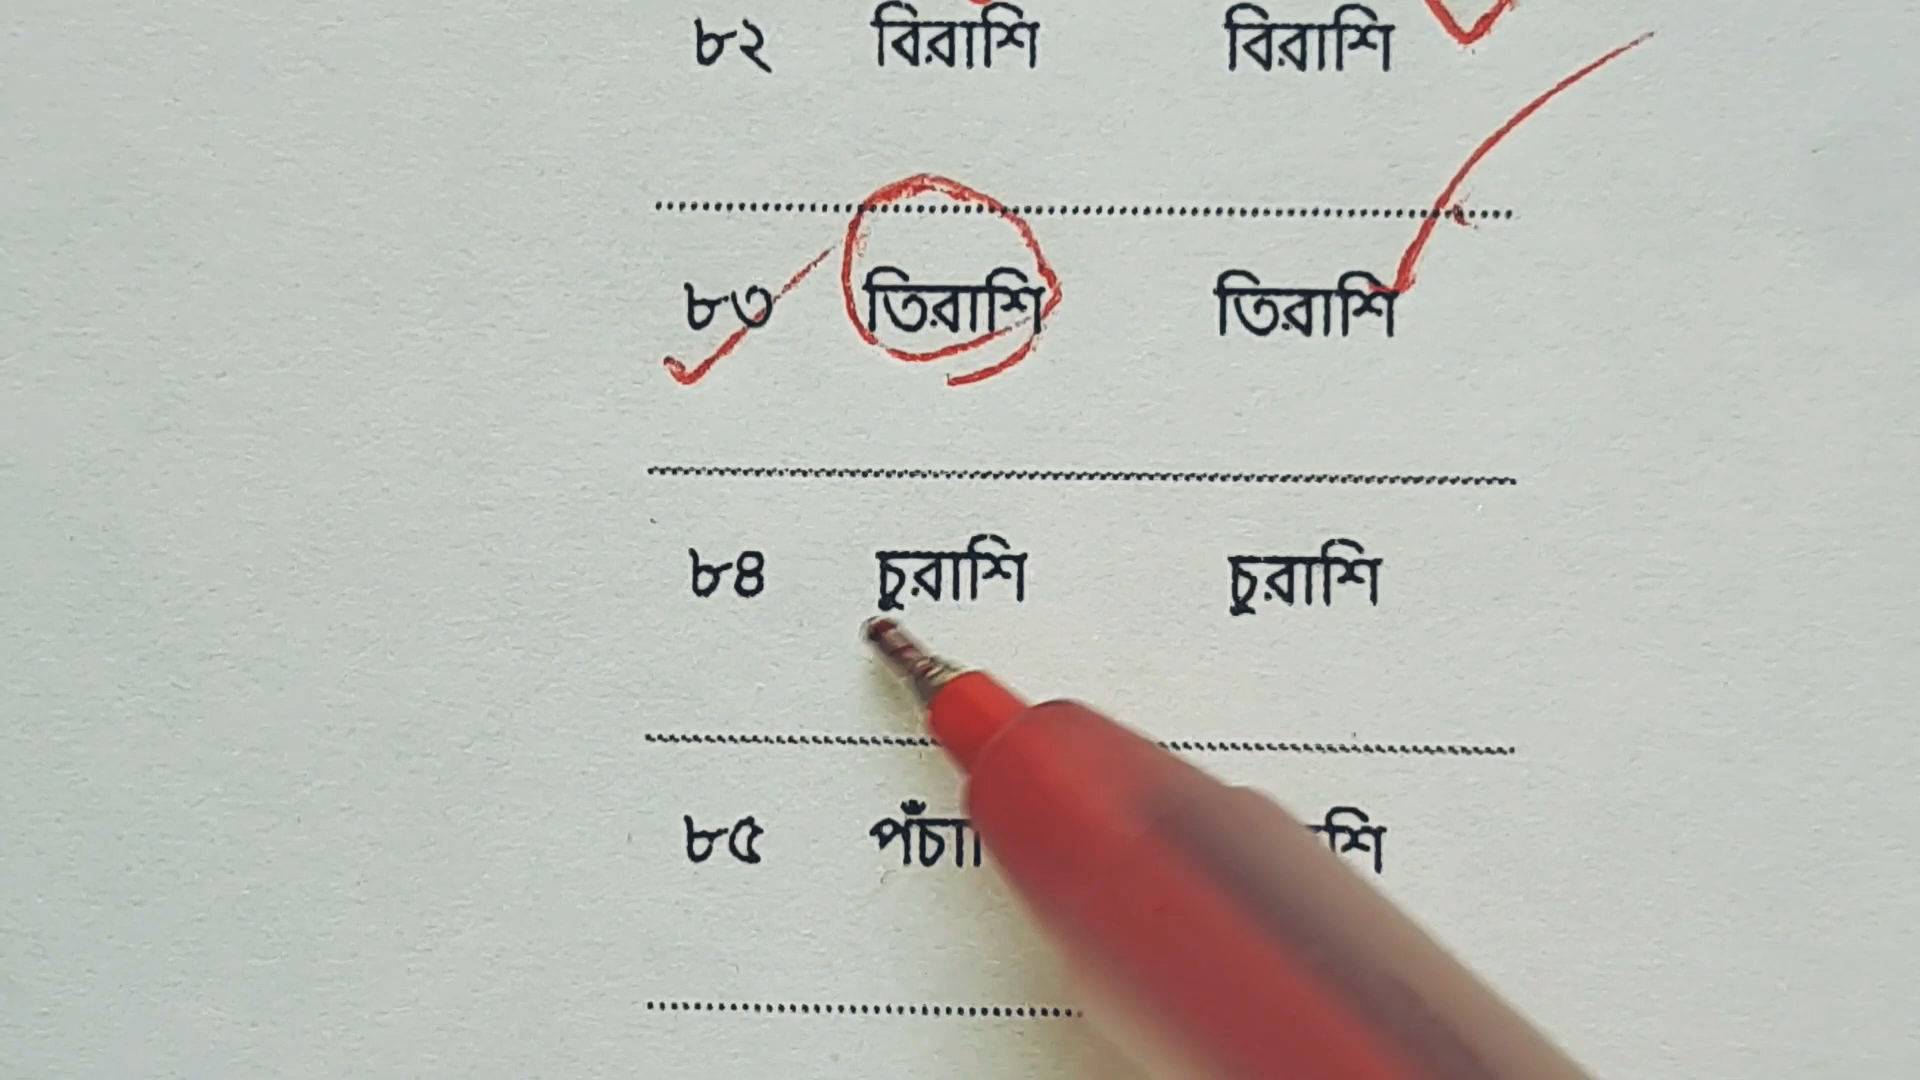 ৮২ বিরাশি বিরাশি
৮৩ তিরাশি তিরাশি
৮৪ চুরাশি চুরাশি
৮৫